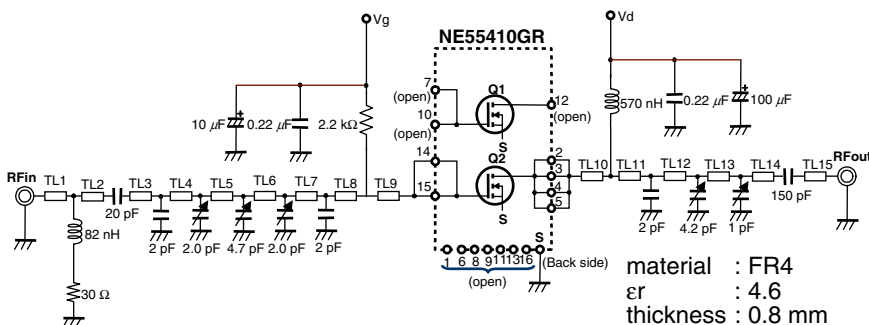 Vg
Vd
NE55410GR
7
(open)
Q1
12
(open)
10
(open)
S
10 μF
+
0.22 μF
2.2 kΩ
570 nH
0.22 μF
+
100 μF
14
Q2
2
3
4
5
15
S
RFin
TL1
TL2
TL3
TL4
TL5
TL6
TL7
TL8
TL9
TL10
TL11
TL12
TL13
TL14
TL15
RFout
20 pF
82 nH
2 pF
2.0 pF
4.7 pF
2.0 pF
2 pF
2 pF
4.2 pF
1 pF
150 pF
30 Ω
S
1 6 8 9 11 13 16
(Back side)
(open)
material : FR4
εr : 4.6
thickness : 0.8 mm